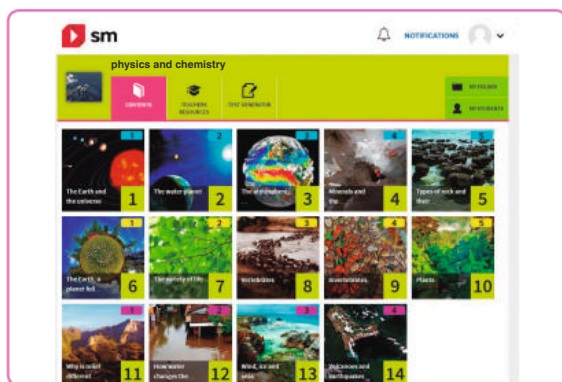 sm
NOTIFICATIONS
physics and chemistry
CONTENTS
TEACHERS
RESOURCES
TEST GENERATOR
MY FOLDER
MY STUDENTS
1
The Earth and
the universe
1
2
The water planet
2
3
The atmosphere
3
4
Minerals and
the
4
5
Types of rock and
their
5
1
The Earth, a
planet full
6
2
The variety of life
7
3
Vertebrates
8
4
Invertebrates
9
5
Plants
10
1
Why is relief
different
11
2
How water
changes the
12
3
Wind, ice and
seas
13
4
Volcanoes and
earthquakes
14